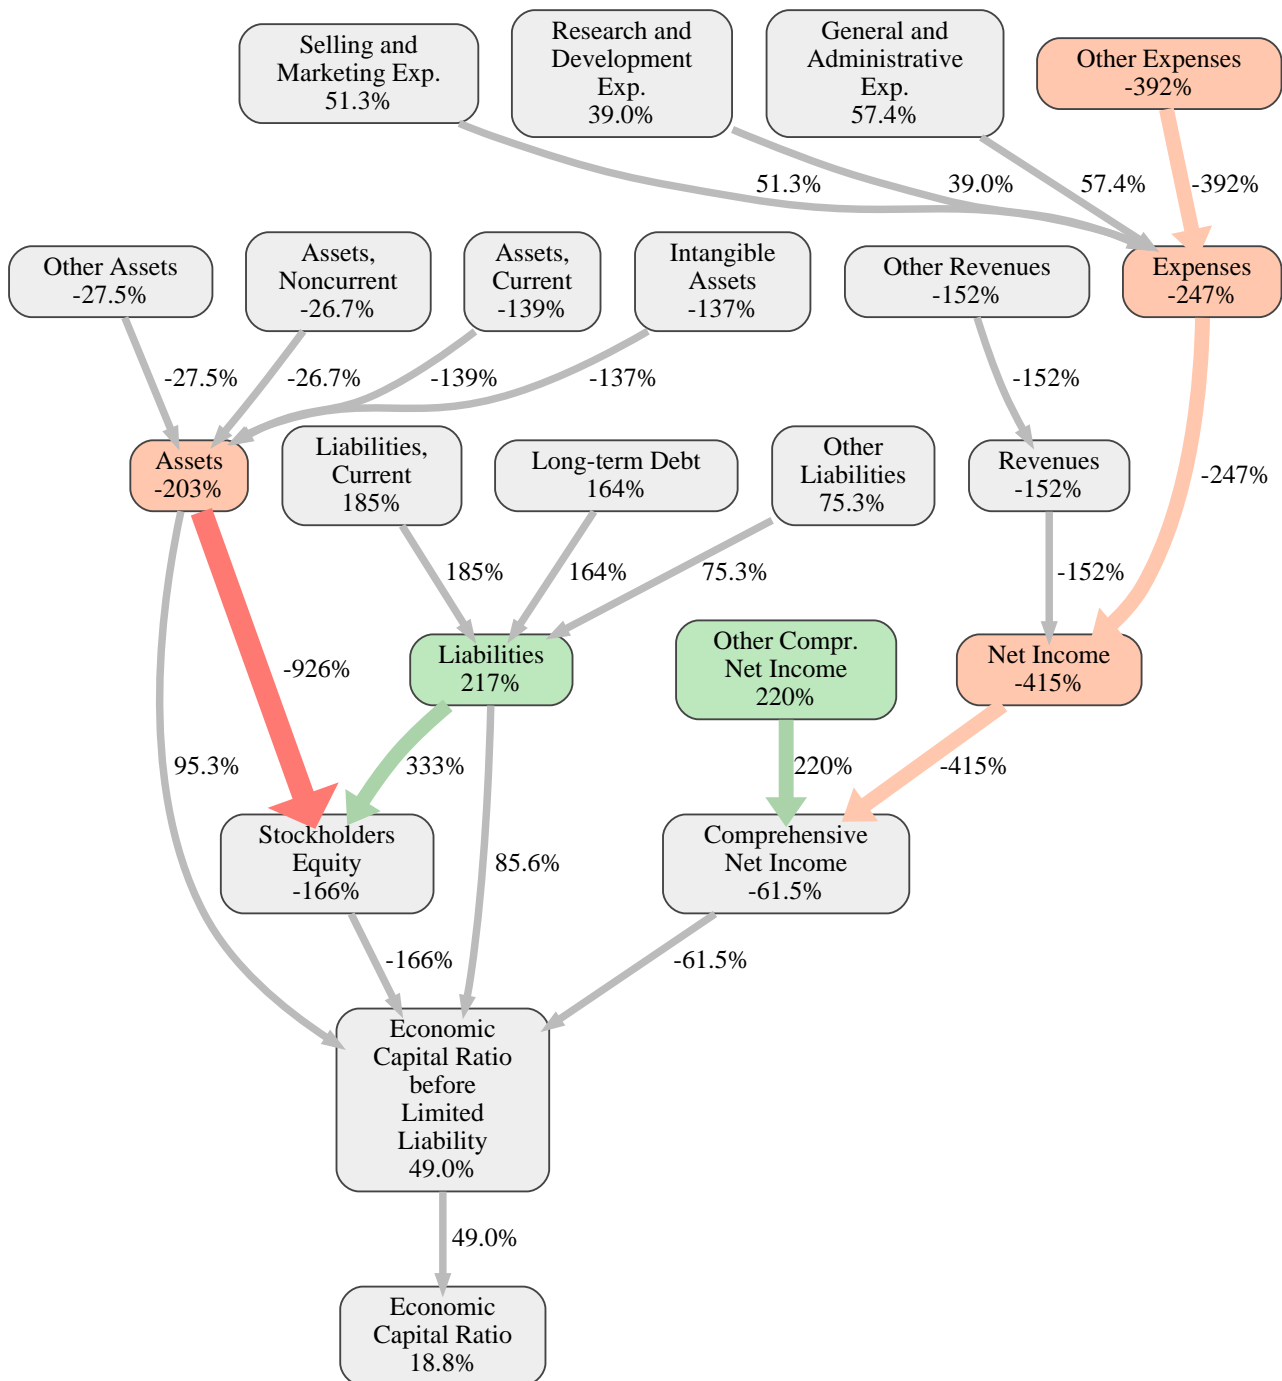 Selling and
Marketing Exp.
51.3%
Research and
Development
Exp.
39.0%
General and
Administrative
Exp.
57.4%
Other Expenses
-392%
51.3%
39.0%
57.4%
-392%
Other Assets
-27.5%
Assets,
Noncurrent
-26.7%
Assets,
Current
-139%
Intangible
Assets
-137%
Other Revenues
-152%
Expenses
-247%
-27.5%
-26.7%
-139%
-137%
-152%
-247%
Assets
-203%
Liabilities,
Current
185%
Long-term Debt
164%
Other
Liabilities
75.3%
Revenues
-152%
185%
164%
75.3%
-152%
-926%
Liabilities
217%
Other Compr.
Net Income
220%
Net Income
-415%
95.3%
333%
220%
-415%
Stockholders
Equity
-166%
85.6%
Comprehensive
Net Income
-61.5%
-166%
-61.5%
Economic
Capital Ratio
before
Limited
Liability
49.0%
49.0%
Economic
Capital Ratio
18.8%